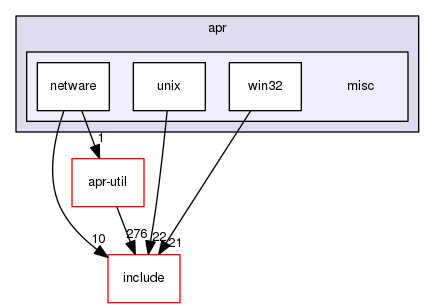 apr
netware
unix
win32
misc
1
apr-util
10
276
22
21
include